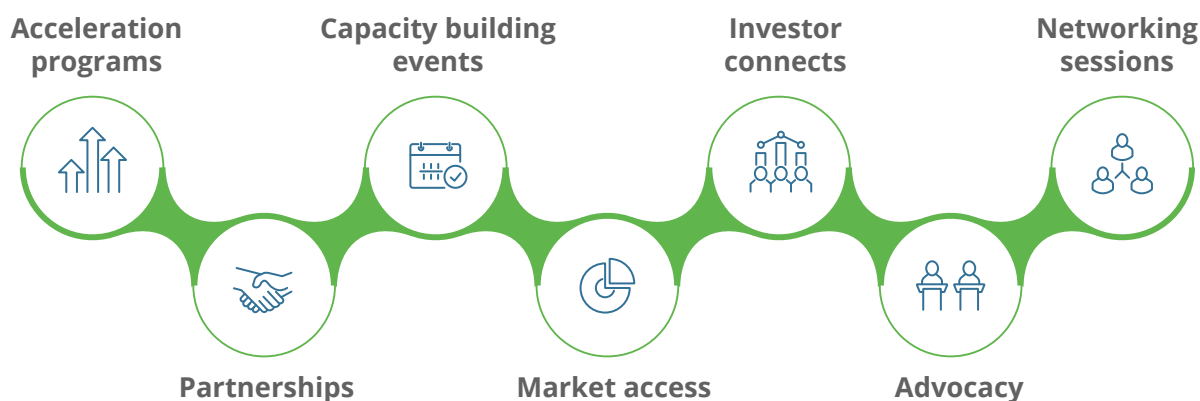 Acceleration
programs
Capacity building
events
Investor
connects
Networking
sessions
Partnerships
Market access
Advocacy